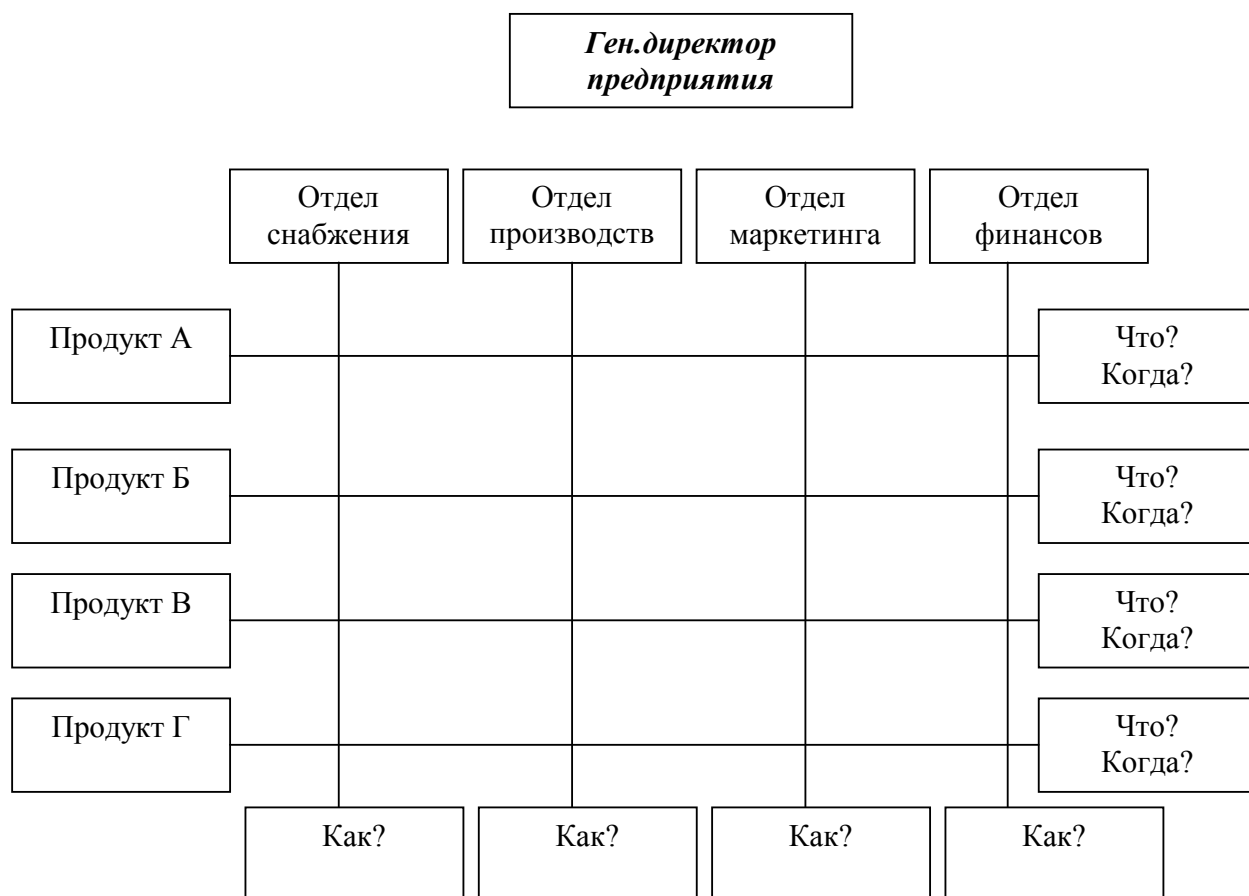 Ген.директор
предприятия
Отдел
снабжения
Отдел
производств
Отдел
маркетинга
Отдел
финансов
Продукт А
Что?
Когда?
Продукт Б
Что?
Когда?
Продукт В
Что?
Когда?
Продукт Г
Что?
Когда?
Как?
Как?
Как?
Как?